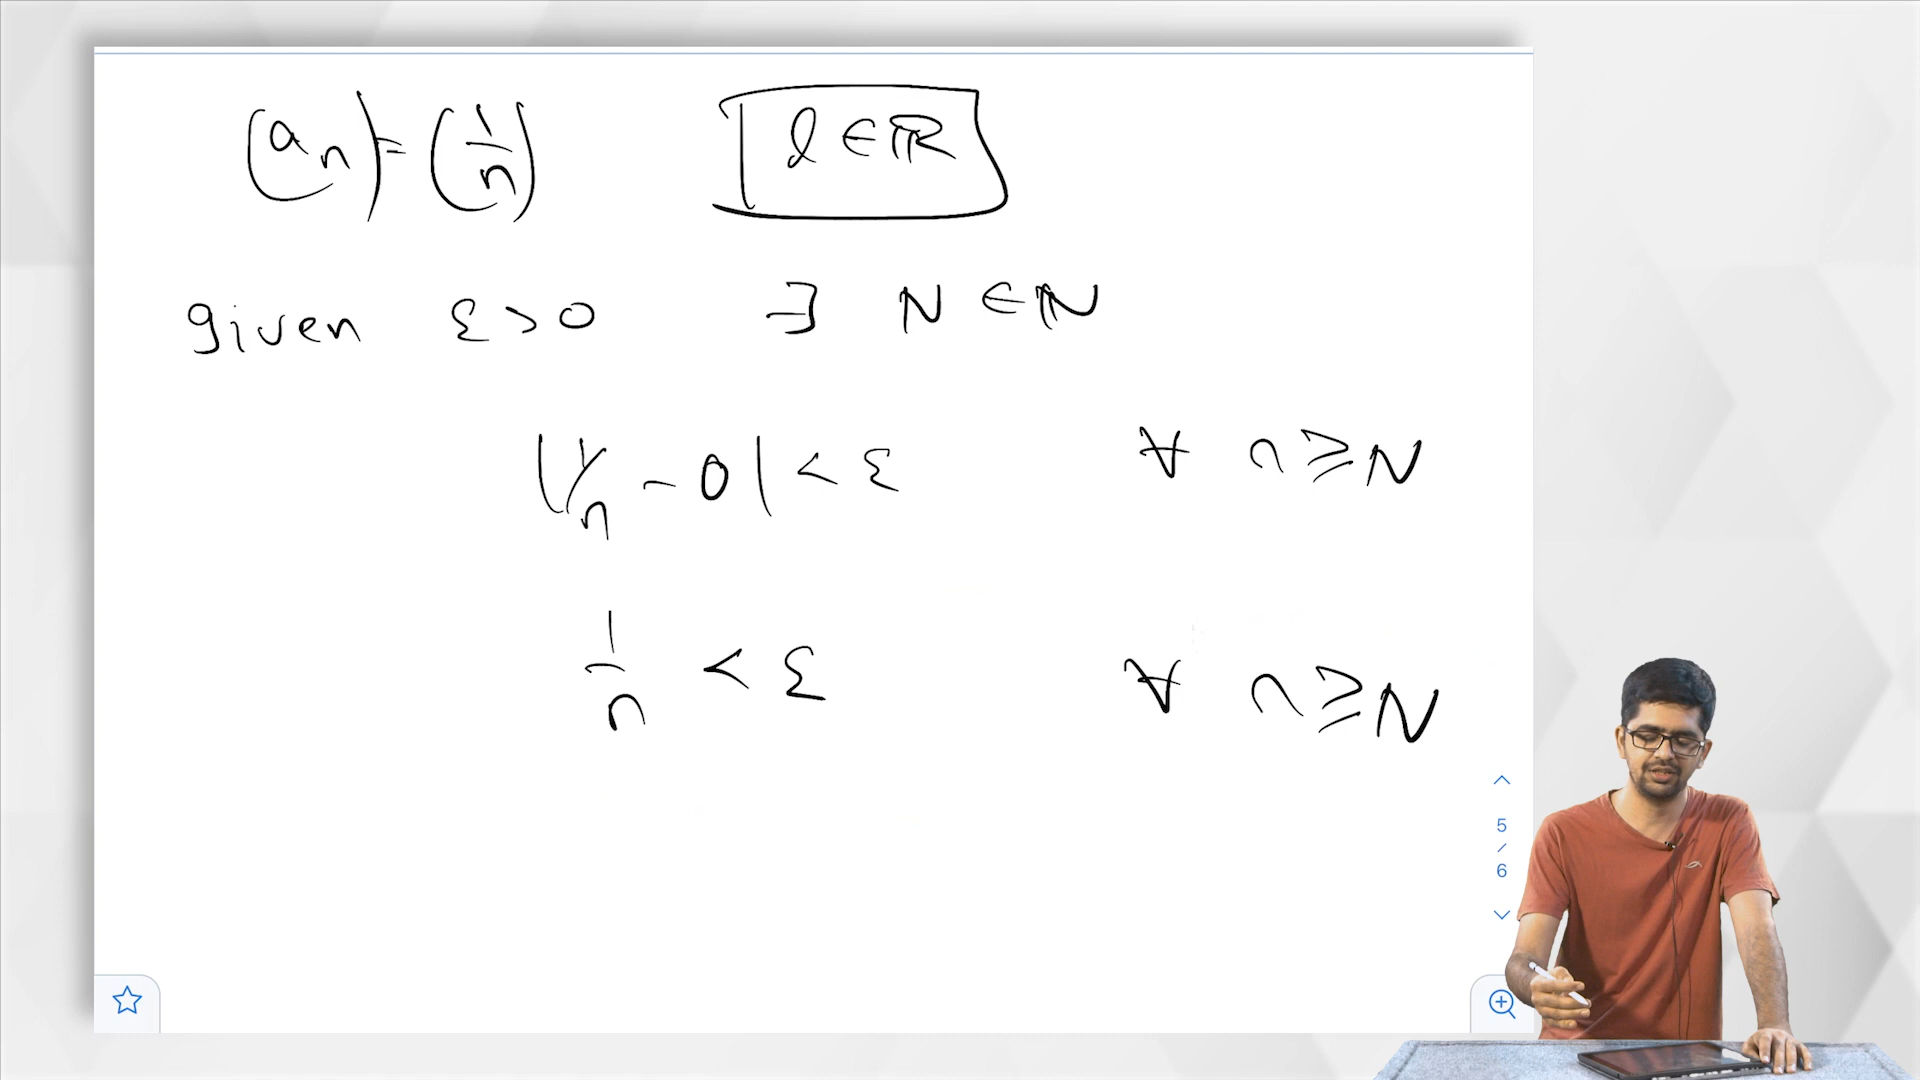 (aₙ) = (1/n) l ∈ ℝ
given ε > 0 ∃ N ∈ ℕ
|1/n - 0| < ε ∀ n ≥ N
1/n < ε ∀ n ≥ N
5
/
6